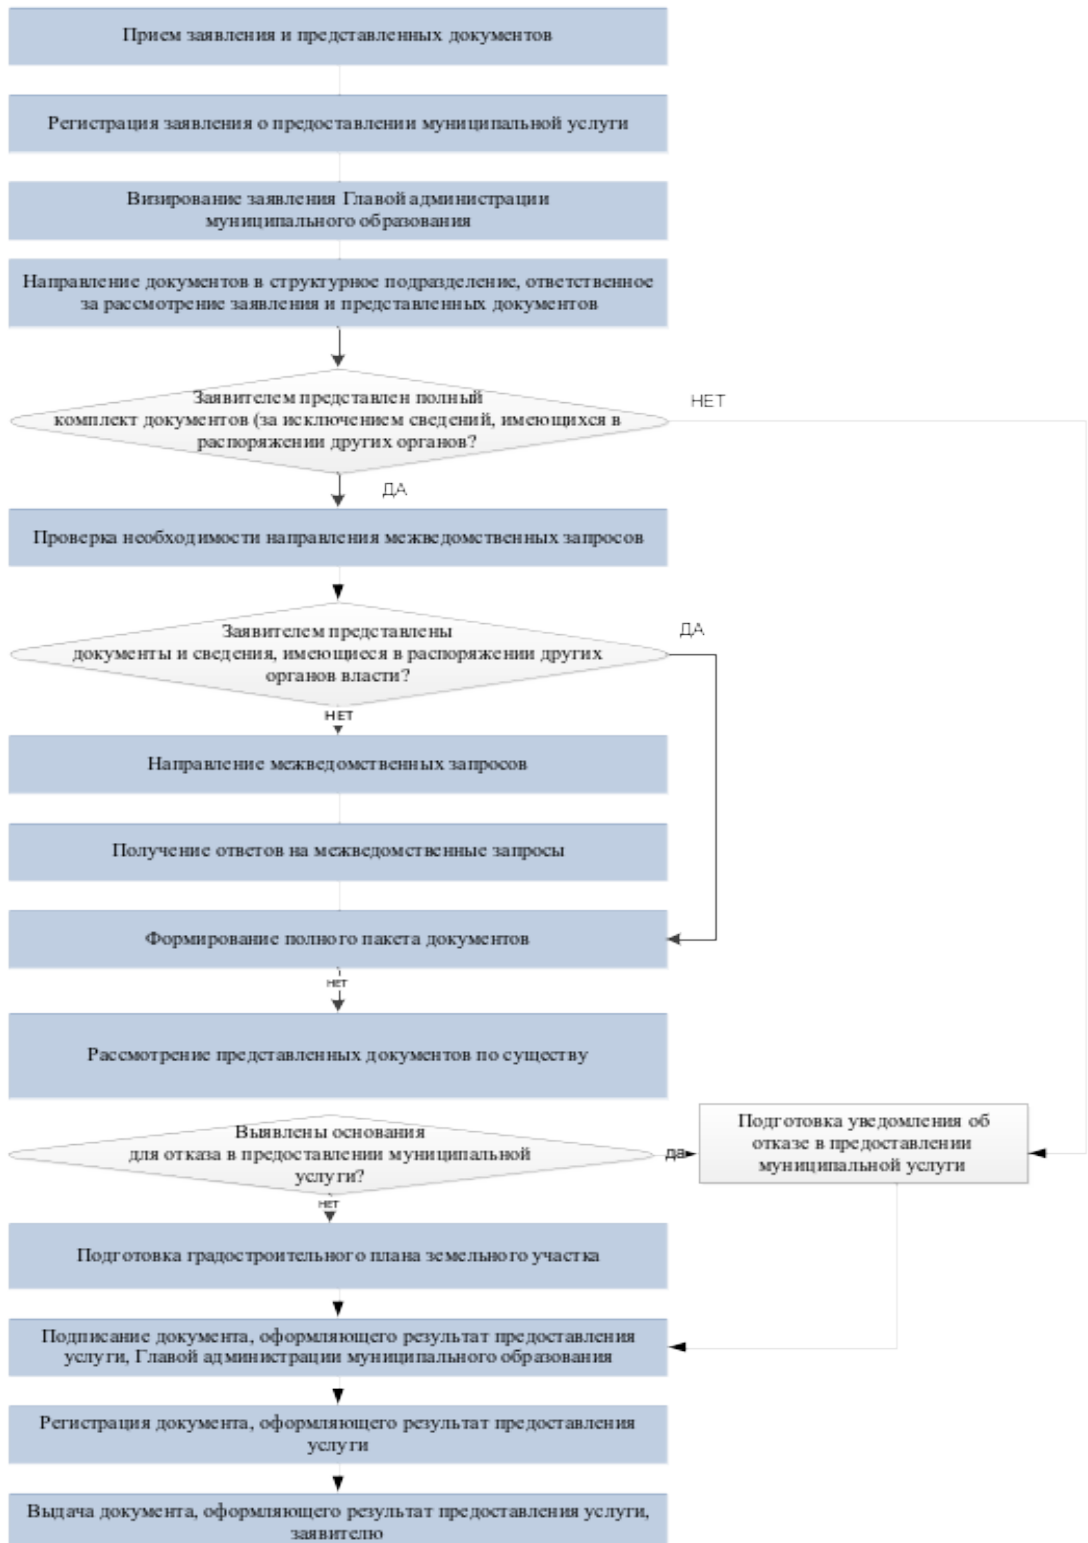 Прием заявления и представленных документов
Регистрация заявления о предоставлении муниципальной услуги
Визирование заявления Главой администрации
муниципального образования
Направление документов в структурное подразделение, ответственное
за рассмотрение заявления и представленных документов
Заявителем представлен полный
комплект документов (за исключением сведений, имеющихся в
распоряжении других органов?
НЕТ
ДА
Проверка необходимости направления межведомственных запросов
Заявителем представлены
документы и сведения, имеющиеся в распоряжении других
органов власти?
ДА
НЕТ
Направление межведомственных запросов
Получение ответов на межведомственные запросы
Формирование полного пакета документов
НЕТ
Рассмотрение представленных документов по существу
Выявлены основания
для отказа в предоставлении муниципальной
услуги?
да
Подготовка уведомления об
отказе в предоставлении
муниципальной услуги
НЕТ
Подготовка градостроительного плана земельного участка
Подписание документа, оформляющего результат предоставления
услуги, Главой администрации муниципального образования
Регистрация документа, оформляющего результат предоставления
услуги
Выдача документа, оформляющего результат предоставления услуги,
заявителю